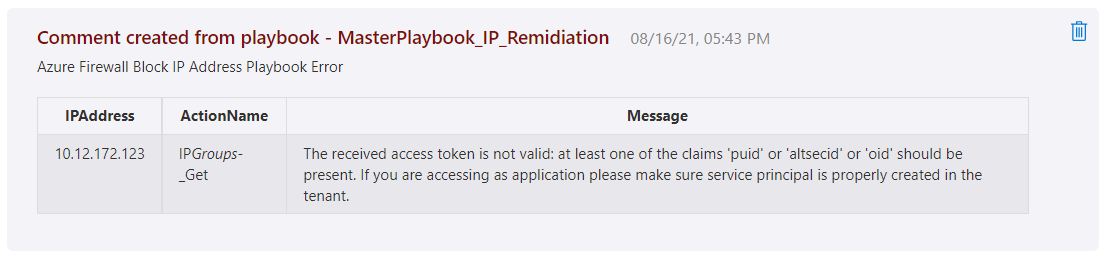 Comment created from playbook - MasterPlaybook_IP_Remidiation 08/16/21, 05:43 PM
Azure Firewall Block IP Address Playbook Error
IPAddress ActionName Message
10.12.172.123 IPGroups- The received access token is not valid: at least one of the claims 'puid' or 'altsecid' or 'oid' should be
_Get present. If you are accessing as application please make sure service principal is properly created in the
tenant.